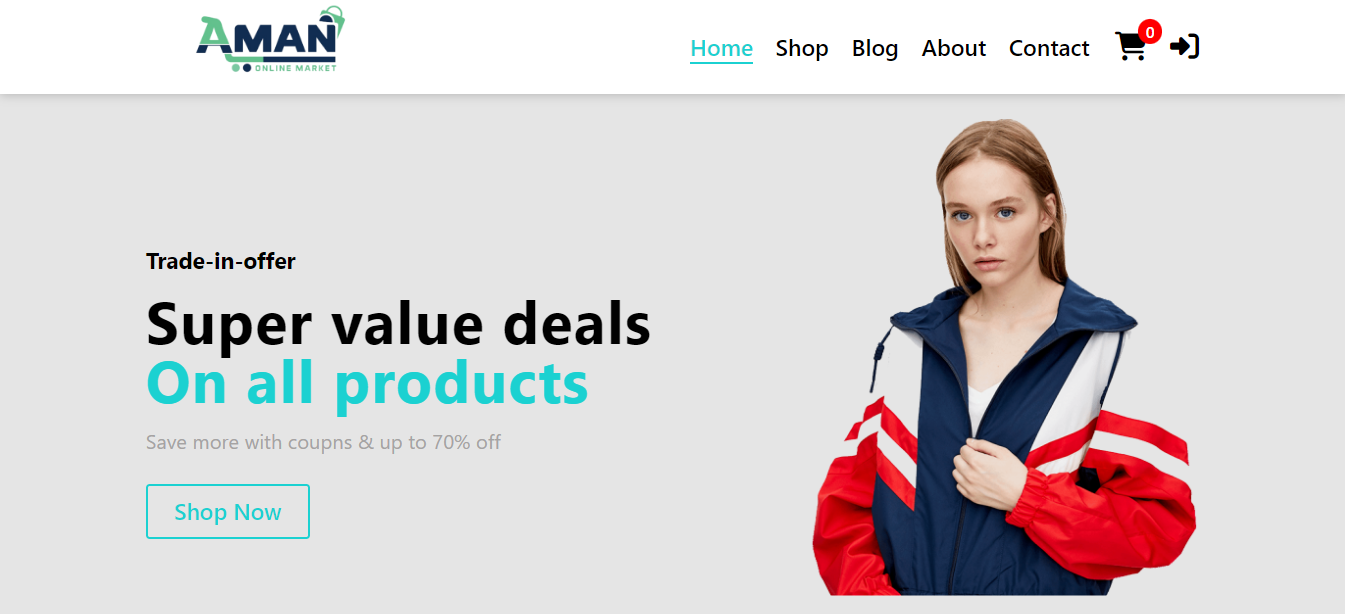 AMAN
ONLINE MARKET
Home Shop Blog About Contact 0
Trade-in-offer
Super value deals
On all products
Save more with coupns & up to 70% off
Shop Now